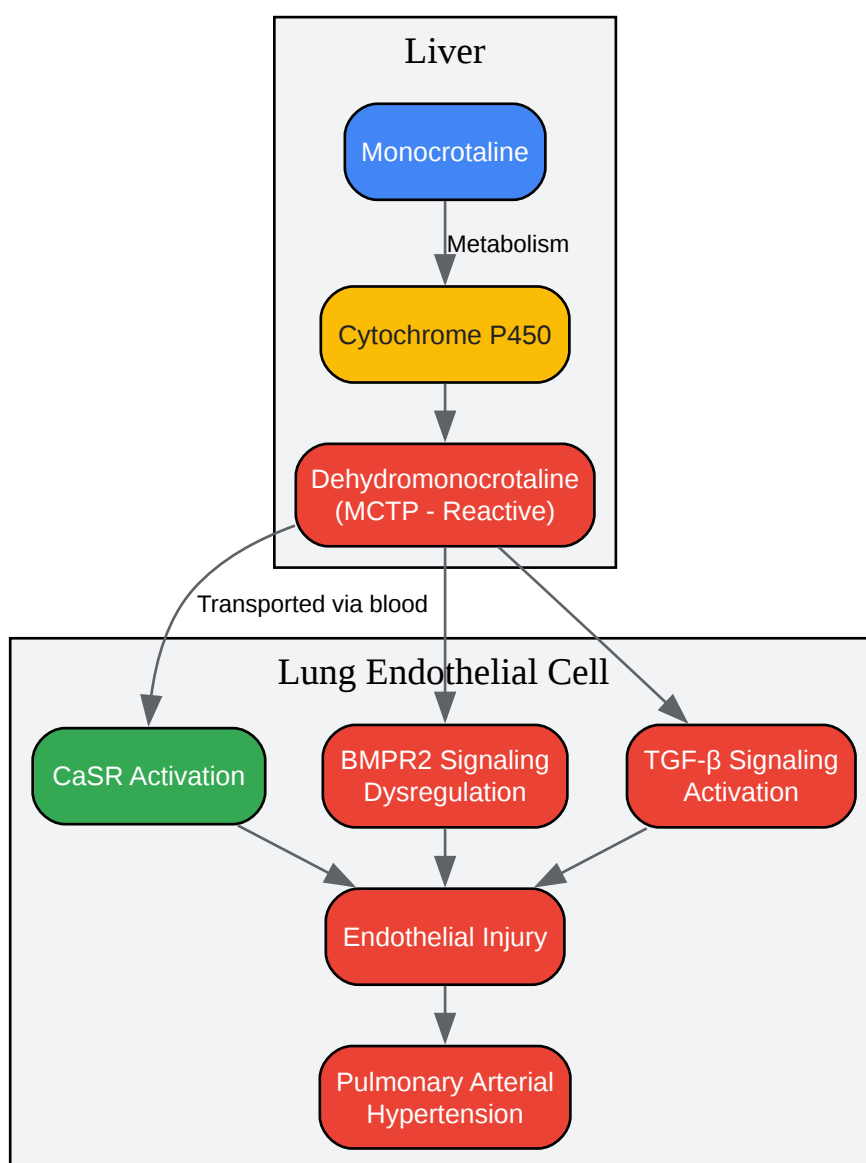 Liver
Monocrotaline
Metabolism
Cytochrome P450
Dehydromonocrotaline
(MCTP - Reactive)
Transported via blood
Lung Endothelial Cell
CaSR Activation
BMPR2 Signaling
Dysregulation
TGF-β Signaling
Activation
Endothelial Injury
Pulmonary Arterial
Hypertension